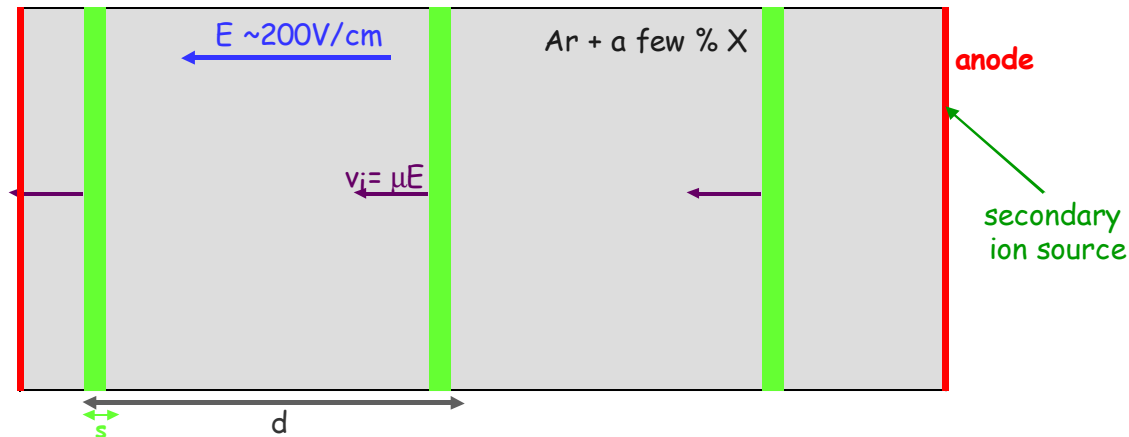 E ~200V/cm
Ar + a few % X
anode
vi= μE
secondary
ion source
d
s